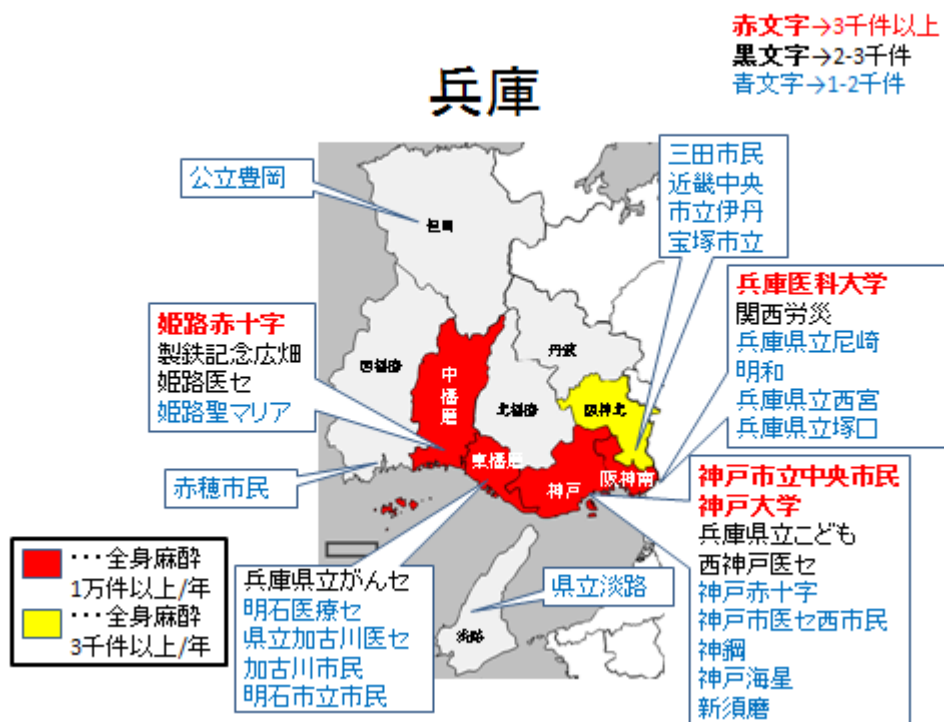 赤文字→3千件以上
黒文字→2-3千件
青文字→1-2千件
兵庫
公立豊岡
三田市民
近畿中央
市立伊丹
宝塚市立
但馬
兵庫医科大学
関西労災
兵庫県立尼崎
明和
兵庫県立西宮
兵庫県立塚口
姫路赤十字
製鉄記念広畑
姫路医セ
姫路聖マリア
西播磨
中播磨
丹波
北播磨
阪神北
東播磨
神戸
阪神南
赤穂市民
神戸市立中央市民
神戸大学
兵庫県立こども
西神戸医セ
神戸赤十字
神戸市医セ西市民
神鋼
神戸海星
新須磨
・・・全身麻酔
1万件以上/年
・・・全身麻酔
3千件以上/年
兵庫県立がんセ
明石医療セ
県立加古川医セ
加古川市民
明石市立市民
県立淡路
淡路